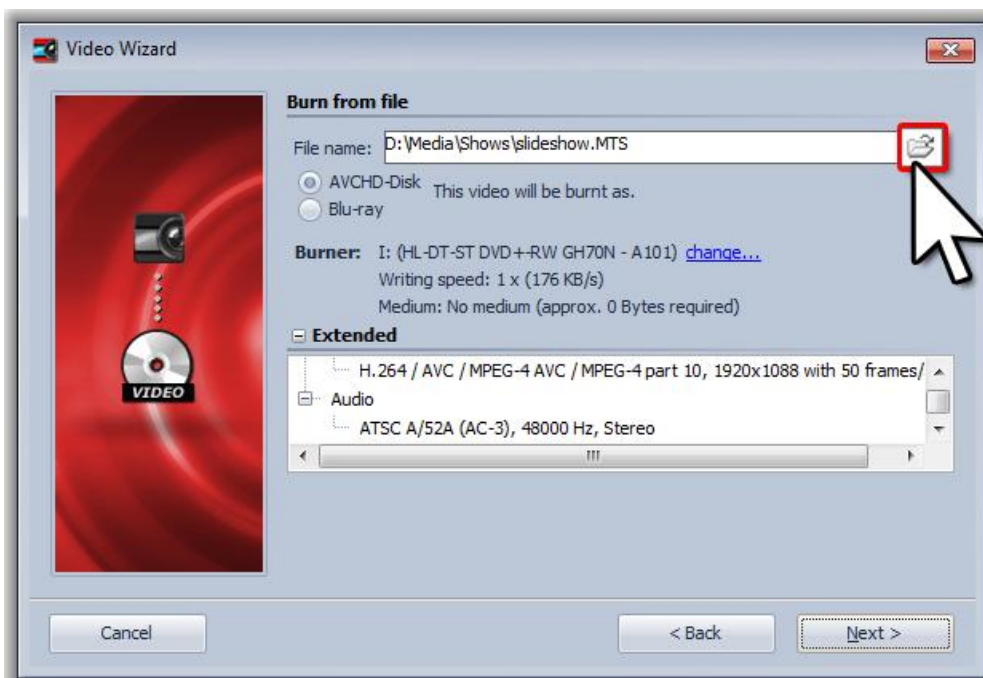 Video Wizard
Burn from file
File name: D:\Media\Shows\slideshow.MTS
AVCHD-Disk This video will be burnt as.
Blu-ray
Burner: I: (HL-DT-ST DVD+-RW GH70N - A101) change...
Writing speed: 1 x (176 KB/s)
Medium: No medium (approx. 0 Bytes required)
Extended
H.264 / AVC / MPEG-4 AVC / MPEG-4 part 10, 1920x1088 with 50 frames/
Audio
ATSC A/52A (AC-3), 48000 Hz, Stereo
VIDEO
Cancel < Back Next >